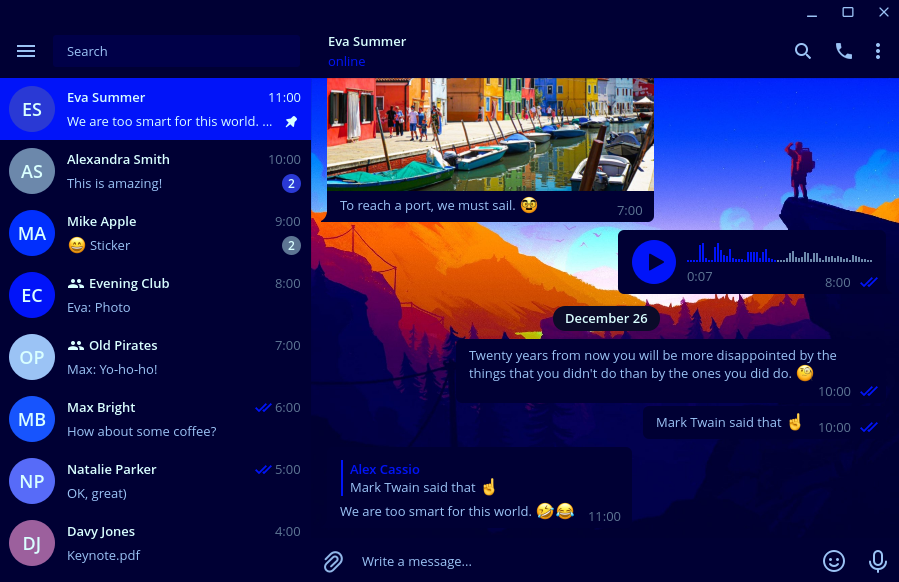 Search
ES
Eva Summer
11:00
We are too smart for this world. ...
AS
Alexandra Smith
10:00
This is amazing!
2
MA
Mike Apple
9:00
😄 Sticker
2
EC
Evening Club
8:00
Eva: Photo
OP
Old Pirates
7:00
Max: Yo-ho-ho!
MB
Max Bright
6:00
How about some coffee?
NP
Natalie Parker
5:00
OK, great)
DJ
Davy Jones
4:00
Keynote.pdf
Eva Summer
online
To reach a port, we must sail. 🥸
7:00
0:07
8:00
December 26
Twenty years from now you will be more disappointed by the
things that you didn't do than by the ones you did do. 🧐
10:00
Mark Twain said that ☝
10:00
Alex Cassio
Mark Twain said that ☝
We are too smart for this world. 🤣😂
11:00
Write a message...